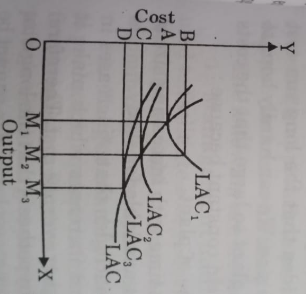 Cost
O D C A B Y
M₁
M₂
M₃
Output
X
LAC₁
LAC₂
LAC₃
LAC